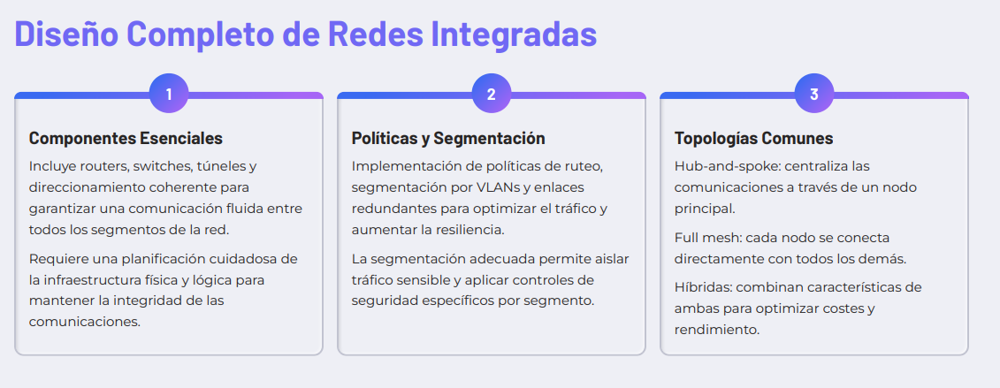 Diseño Completo de Redes Integradas
1
Componentes Esenciales
Incluye routers, switches, túneles y
direccionamiento coherente para
garantizar una comunicación fluida entre
todos los segmentos de la red.
Requiere una planificación cuidadosa de
la infraestructura física y lógica para
mantener la integridad de las
comunicaciones.
2
Políticas y Segmentación
Implementación de políticas de ruteo,
segmentación por VLANs y enlaces
redundantes para optimizar el tráfico y
aumentar la resiliencia.
La segmentación adecuada permite aislar
tráfico sensible y aplicar controles de
seguridad específicos por segmento.
3
Topologías Comunes
Hub-and-spoke: centraliza las
comunicaciones a través de un nodo
principal.
Full mesh: cada nodo se conecta
directamente con todos los demás.
Híbridas: combinan características de
ambas para optimizar costes y
rendimiento.